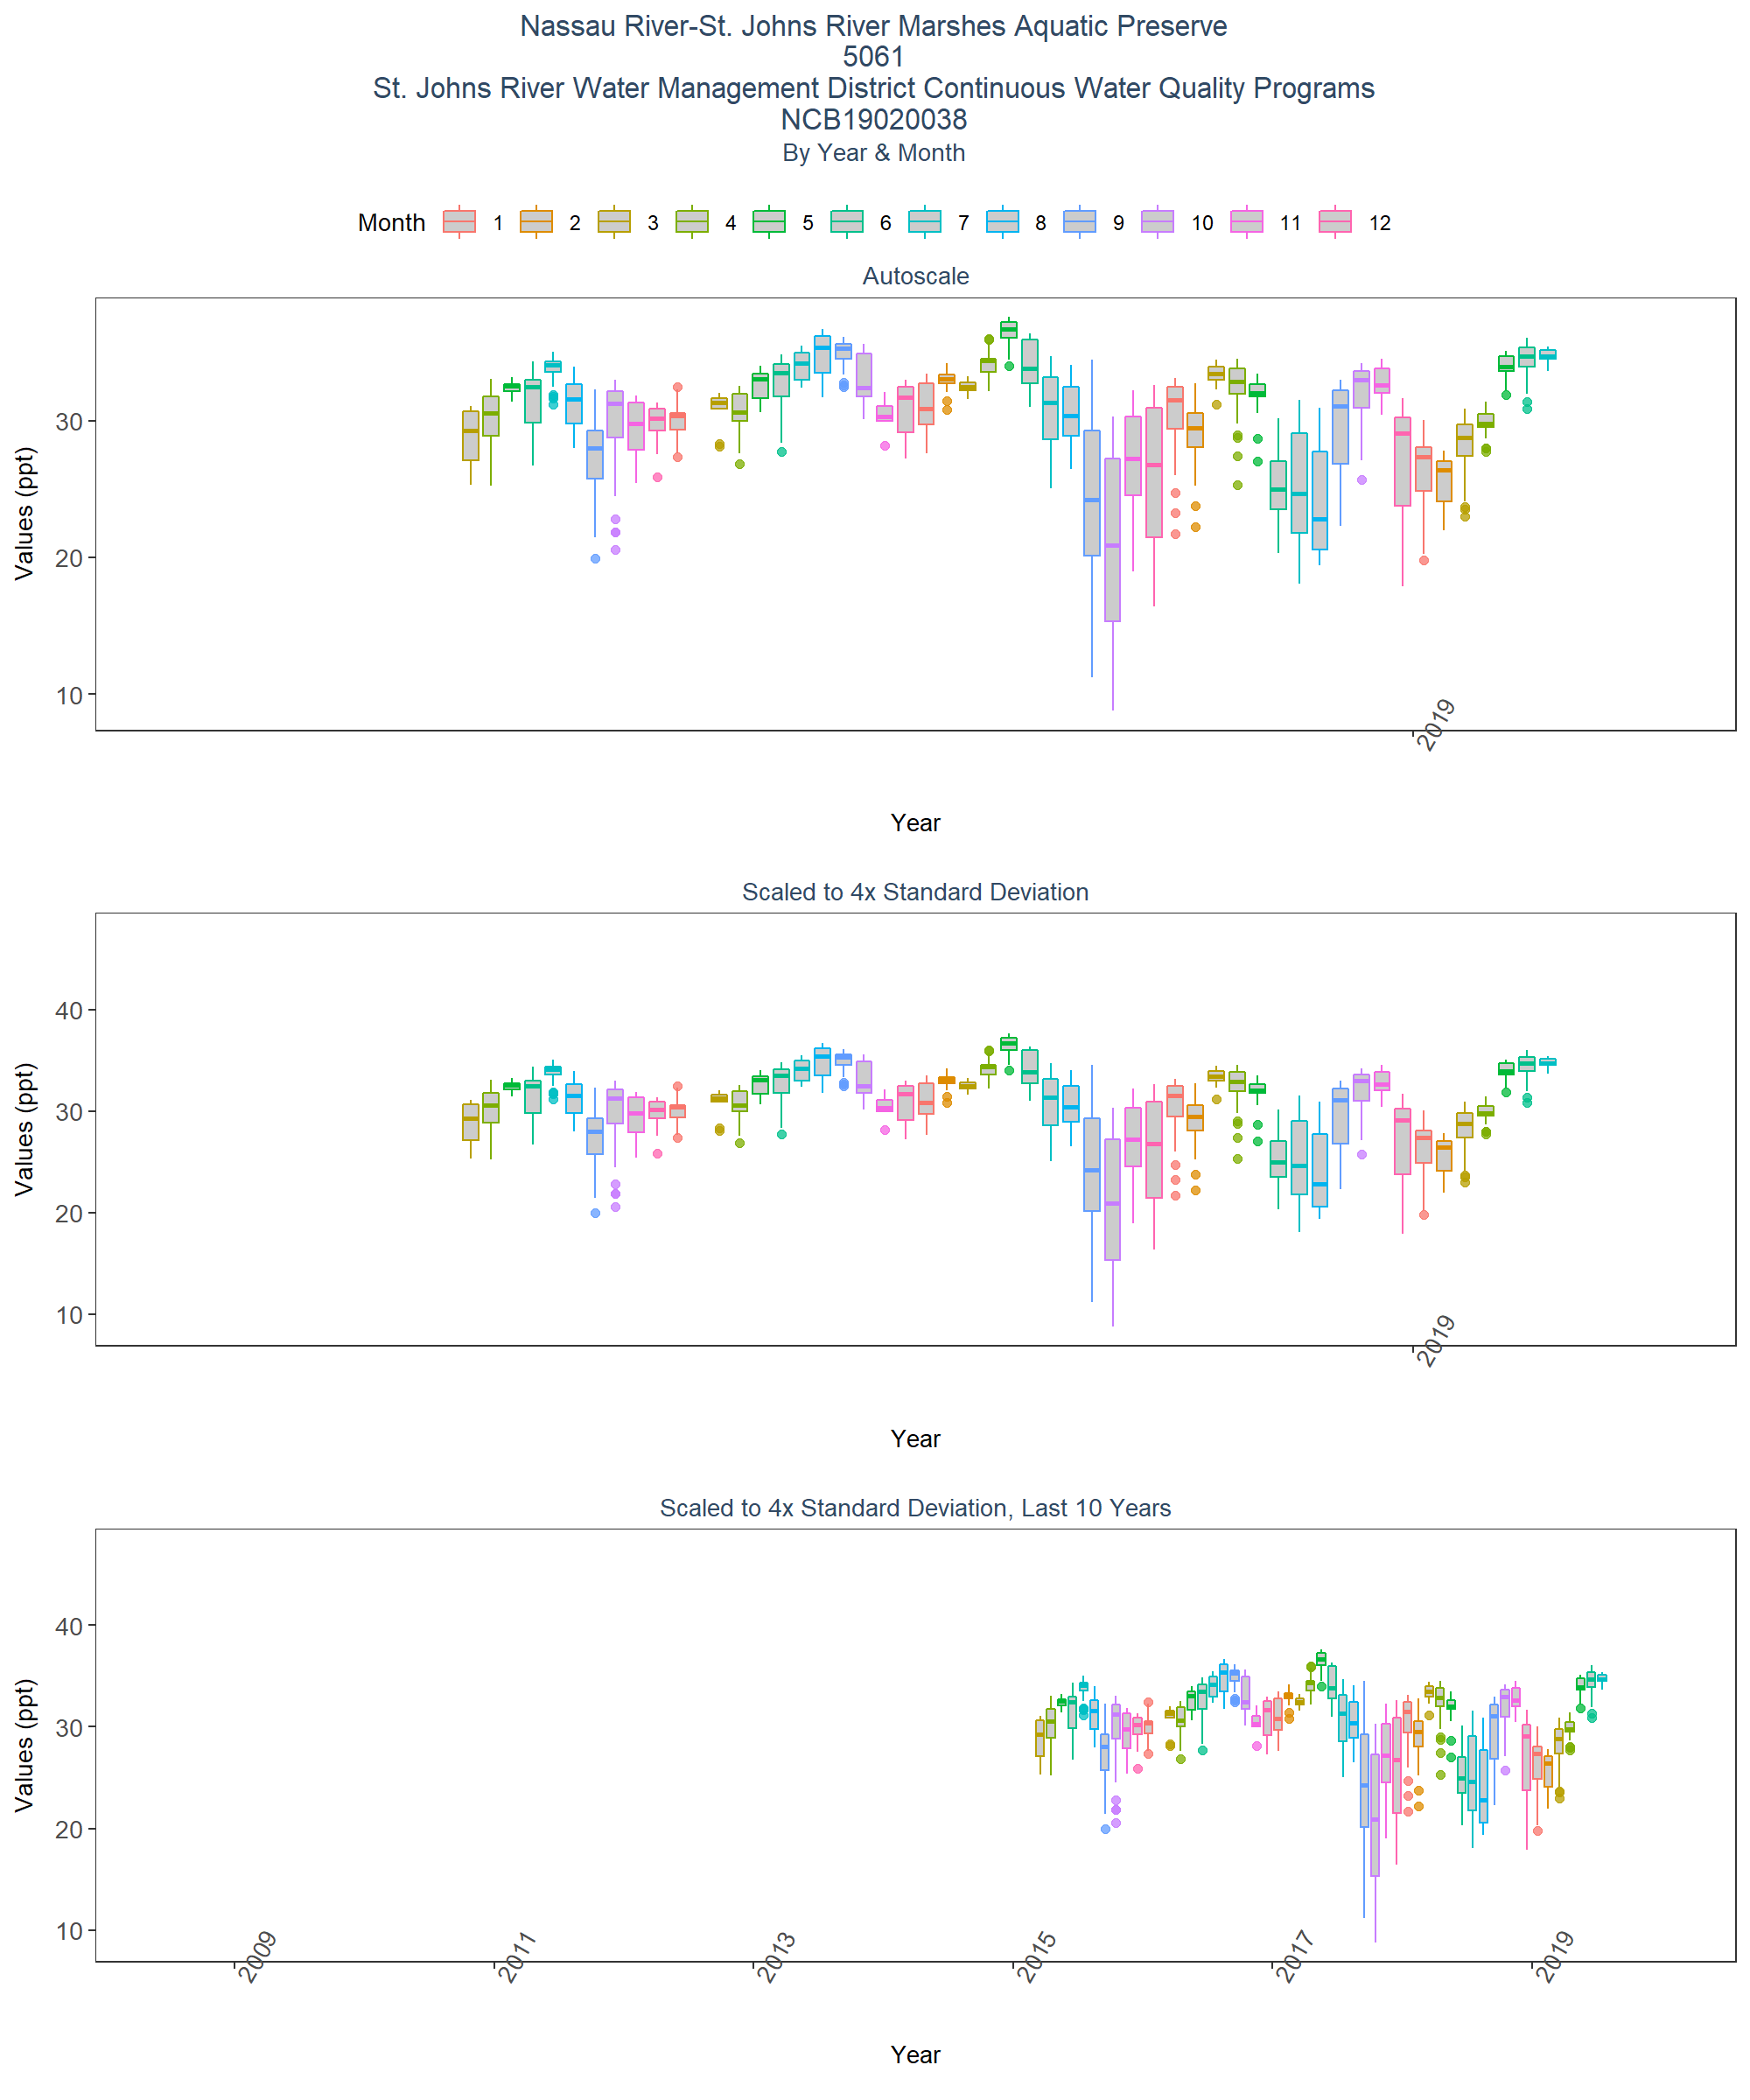 Nassau River-St. Johns River Marshes Aquatic Preserve
5061
St. Johns River Water Management District Continuous Water Quality Programs
NCB19020038
By Year & Month
Month 1 2 3 4 5 6 7 8 9 10 11 12
Autoscale
Values (ppt)
30
20
10
2019
Year
Scaled to 4x Standard Deviation
Values (ppt)
40
30
20
10
2019
Year
Scaled to 4x Standard Deviation, Last 10 Years
Values (ppt)
40
30
20
10
2009 2011 2013 2015 2017 2019
Year